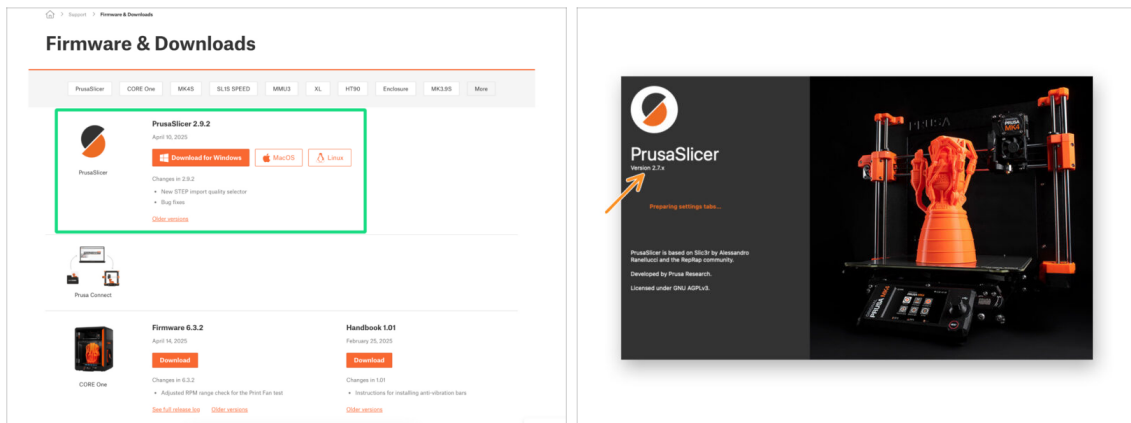 Support > Firmware & Downloads
Firmware & Downloads
PrusaSlicer CORE One MK4S SL1S SPEED MMU3 XL HT90 Enclosure MK3.9S More
PrusaSlicer
PrusaSlicer 2.9.2
April 10, 2025
Download for Windows MacOS Linux
Changes in 2.9.2
New STEP import quality selector
Bug fixes
Older versions
Prusa Connect
CORE One
Firmware 6.3.2
April 14, 2025
Download
Changes in 6.3.2
Adjusted RPM range check for the Print Fan test
See full release log Older versions
Handbook 1.01
February 25, 2025
Download
Changes in 1.01
Instructions for installing anti-vibration bars
Older versions
PrusaSlicer
Version 2.7.x
Preparing settings tabs...
PrusaSlicer is based on Slic3r by Alessandro
Ranellucci and the RepRap community.
Developed by Prusa Research.
Licensed under GNU AGPLv3.
PRUSA
PRUSA
MK4
PRUSA MK4